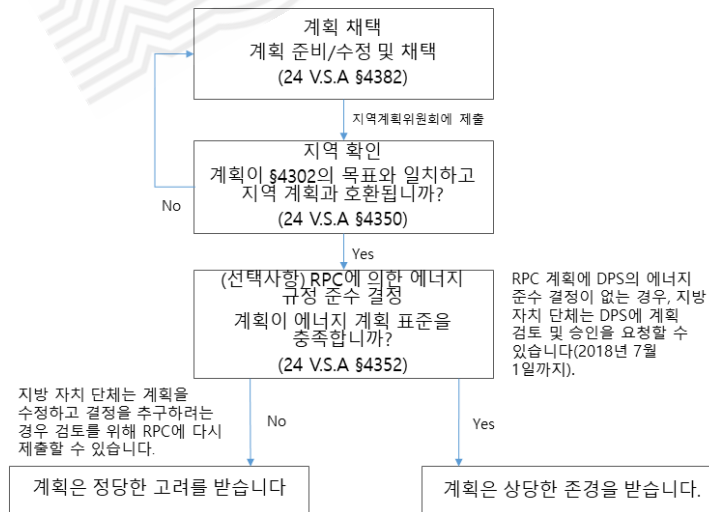 계획 채택
계획 준비/수정 및 채택
(24 V.S.A §4382)
지역계획위원회에 제출
지역 확인
계획이 §4302의 목표와 일치하고
지역 계획과 호환됩니까?
(24 V.S.A §4350)
No
Yes
(선택사항) RPC에 의한 에너지
규정 준수 결정
계획이 에너지 계획 표준을
충족합니까?
(24 V.S.A §4352)
RPC 계획에 DPS의 에너지
준수 결정이 없는 경우, 지방
자치 단체는 DPS에 계획
검토 및 승인을 요청할 수
있습니다(2018년 7월
1일까지).
지방 자치 단체는 계획을
수정하고 결정을 추구하려는
경우 검토를 위해 RPC에 다시
제출할 수 있습니다.
No
Yes
계획은 정당한 고려를 받습니다
계획은 상당한 존경을 받습니다.